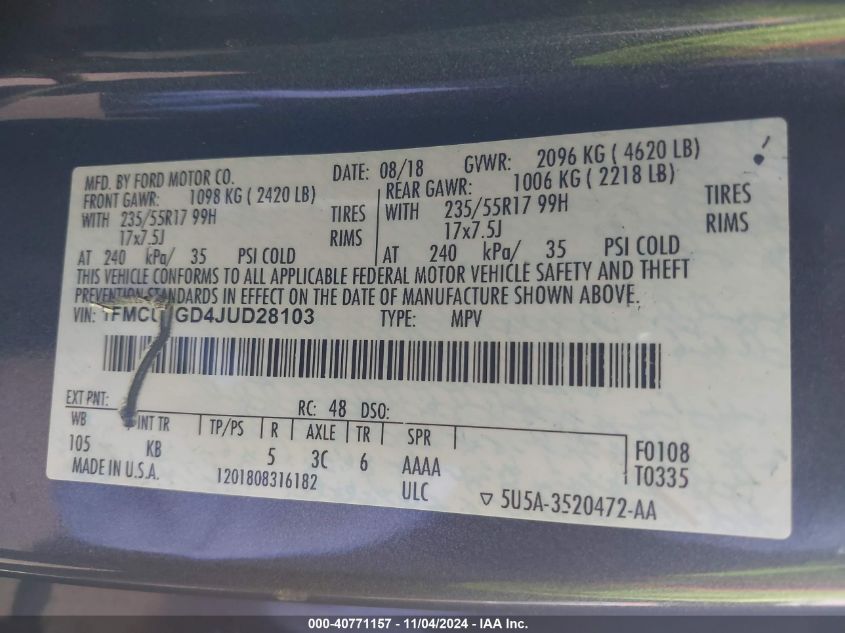 MFD. BY FORD MOTOR CO. DATE: 08/18 GVWR: 2096 KG ( 4620 LB)
FRONT GAWR: 1098 KG ( 2420 LB) REAR GAWR: 1006 KG ( 2218 LB)
WITH 235/55R17 99H TIRES WITH 235/55R17 99H TIRES
17x7.5J RIMS 17x7.5J RIMS
AT 240 kPa/ 35 PSI COLD AT 240 kPa/ 35 PSI COLD
THIS VEHICLE CONFORMS TO ALL APPLICABLE FEDERAL MOTOR VEHICLE SAFETY AND THEFT
PREVENTION STANDARDS IN EFFECT ON THE DATE OF MANUFACTURE SHOWN ABOVE.
VIN: TYPE: MPV
EXT PNT: RC: 48 DSO:
WB INT TR TP/PS R AXLE TR SPR
105 KB 5 3C 6 AAAA F0108
MADE IN U.S.A. 1201808316182 ULC T0335
5U5A-3520472-AA
000-40771157 - 11/04/2024 - IAA Inc.